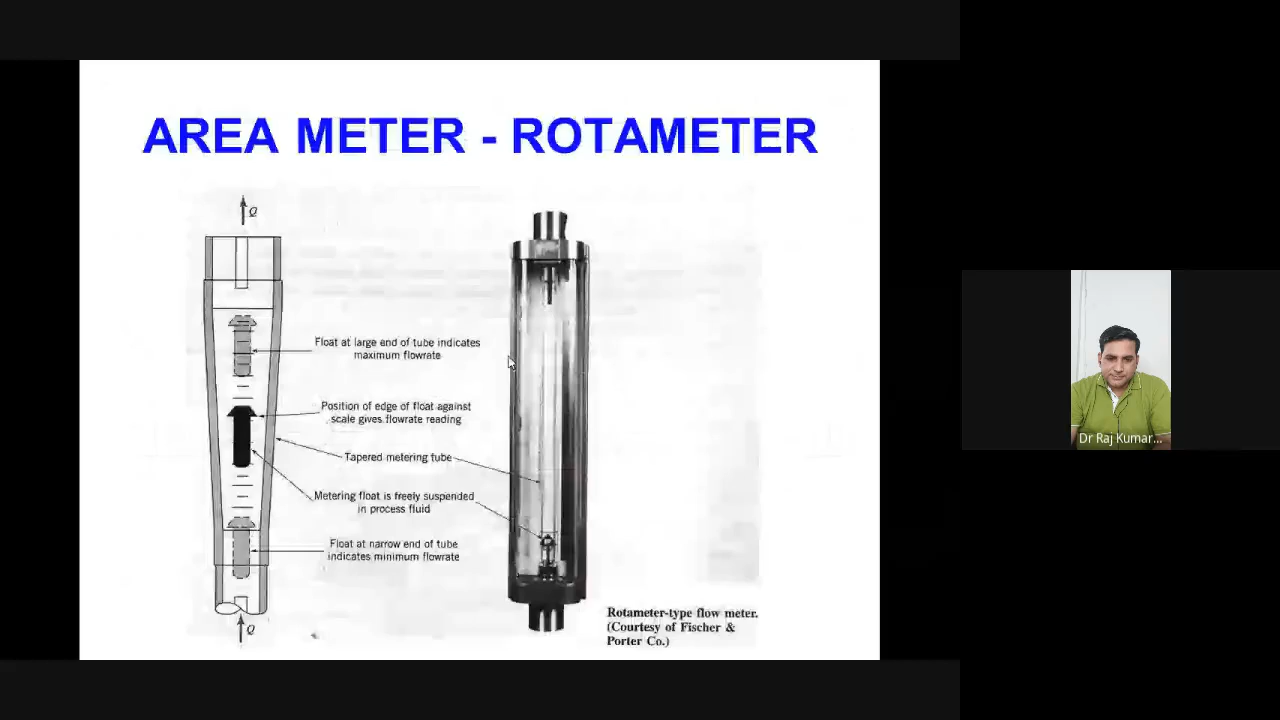 AREA METER - ROTAMETER
Q
Float at large end of tube indicates
maximum flowrate
Position of edge of float against
scale gives flowrate reading
Tapered metering tube
Metering float is freely suspended
in process fluid
Float at narrow end of tube
indicates minimum flowrate
Q
Rotameter-type flow meter.
(Courtesy of Fischer &
Porter Co.)
Dr Raj Kumar...